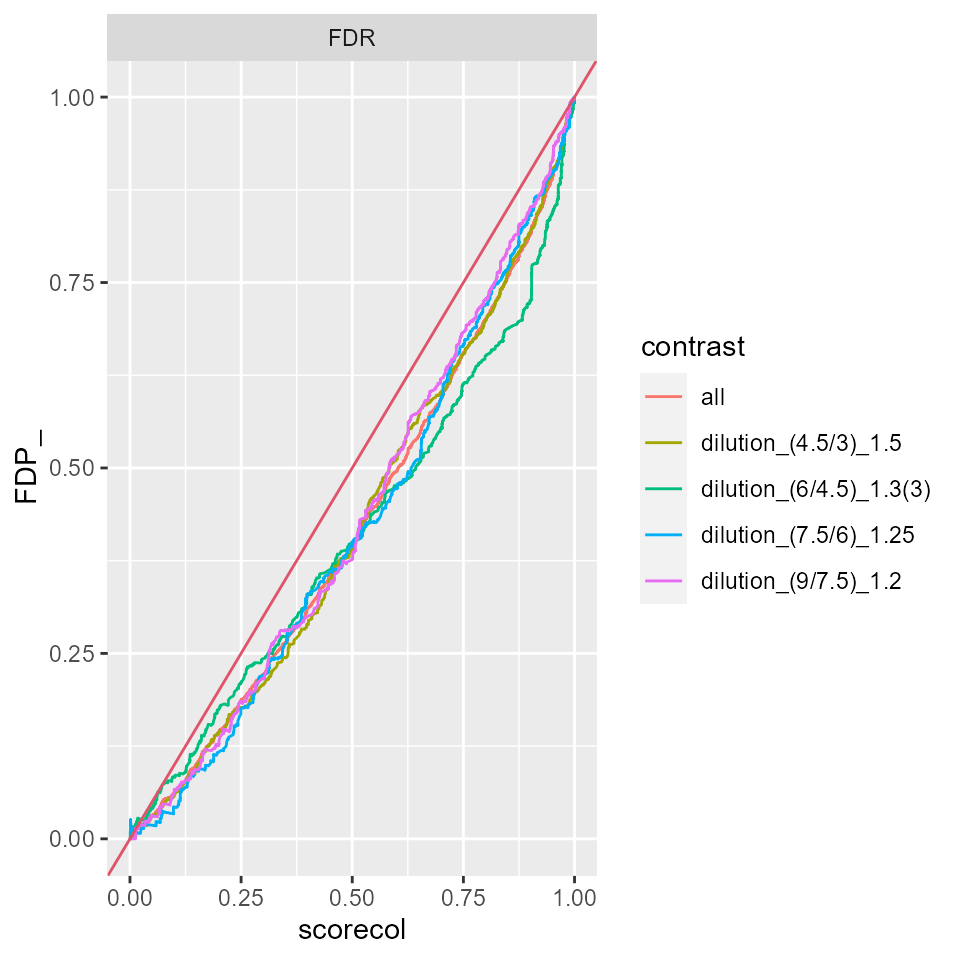 FDR
1.00
0.75
0.50
0.25
0.00
FDP_
0.00 0.25 0.50 0.75 1.00
scorecol
contrast
all
dilution_(4.5/3)_1.5
dilution_(6/4.5)_1.3(3)
dilution_(7.5/6)_1.25
dilution_(9/7.5)_1.2